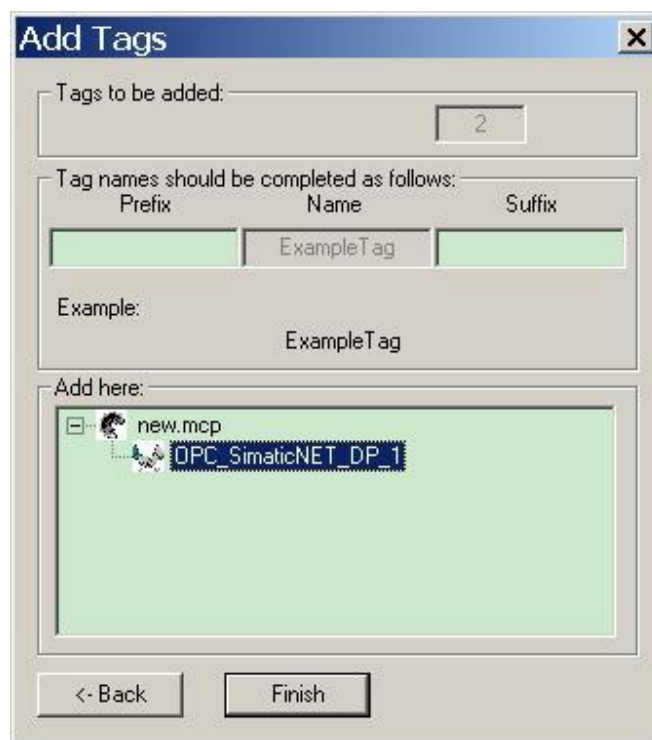 Add Tags
Tags to be added:
2
Tag names should be completed as follows:
Prefix Name Suffix
ExampleTag
Example:
ExampleTag
Add here:
new.mcp
OPC_SimaticNET_DP_1
<- Back Finish